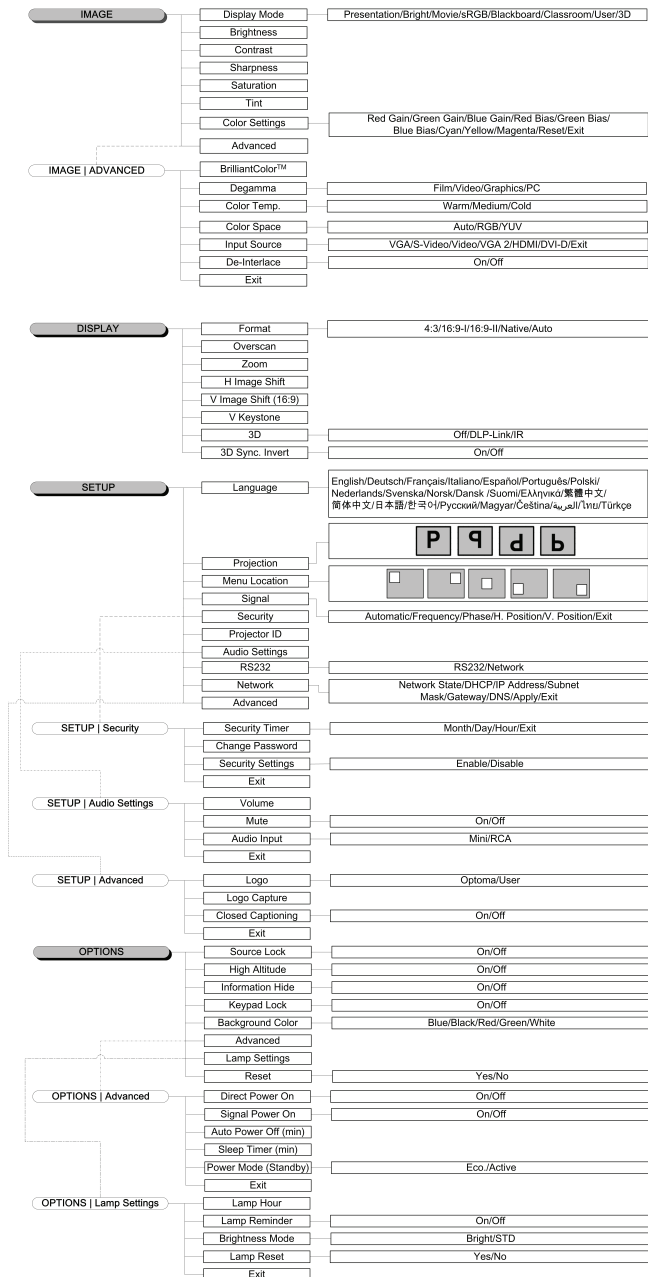 IMAGE
Display Mode
Presentation/Bright/Movie/sRGB/Blackboard/Classroom/User/3D
Brightness
Contrast
Sharpness
Saturation
Tint
Color Settings
Red Gain/Green Gain/Blue Gain/Red Bias/Green Bias/
Blue Bias/Cyan/Yellow/Magenta/Reset/Exit
Advanced
IMAGE | ADVANCED
BrilliantColor™
Degamma
Film/Video/Graphics/PC
Color Temp.
Warm/Medium/Cold
Color Space
Auto/RGB/YUV
Input Source
VGA/S-Video/Video/VGA 2/HDMI/DVI-D/Exit
De-Interlace
On/Off
Exit
DISPLAY
Format
4:3/16:9-I/16:9-II/Native/Auto
Overscan
Zoom
H Image Shift
V Image Shift (16:9)
V Keystone
3D
Off/DLP-Link/IR
3D Sync. Invert
On/Off
SETUP
Language
English/Deutsch/Français/Italiano/Español/Português/Polski/
Nederlands/Svenska/Norsk/Dansk /Suomi/Ελληνικά/繁體中文/
简体中文/日本語/한국어/Русский/Magyar/Čeština/العربية/ไทย/Türkçe
Projection
P P P P
Menu Location
Signal
Automatic/Frequency/Phase/H. Position/V. Position/Exit
Security
Projector ID
Audio Settings
RS232
RS232/Network
Network
Network State/DHCP/IP Address/Subnet
Mask/Gateway/DNS/Apply/Exit
Advanced
SETUP | Security
Security Timer
Month/Day/Hour/Exit
Change Password
Security Settings
Enable/Disable
Exit
SETUP | Audio Settings
Volume
Mute
On/Off
Audio Input
Mini/RCA
Exit
SETUP | Advanced
Logo
Optoma/User
Logo Capture
Closed Captioning
On/Off
Exit
OPTIONS
Source Lock
On/Off
High Altitude
On/Off
Information Hide
On/Off
Keypad Lock
On/Off
Background Color
Blue/Black/Red/Green/White
Advanced
Lamp Settings
Reset
Yes/No
OPTIONS | Advanced
Direct Power On
On/Off
Signal Power On
On/Off
Auto Power Off (min)
Sleep Timer (min)
Power Mode (Standby)
Eco./Active
Exit
OPTIONS | Lamp Settings
Lamp Hour
Lamp Reminder
On/Off
Brightness Mode
Bright/STD
Lamp Reset
Yes/No
Exit